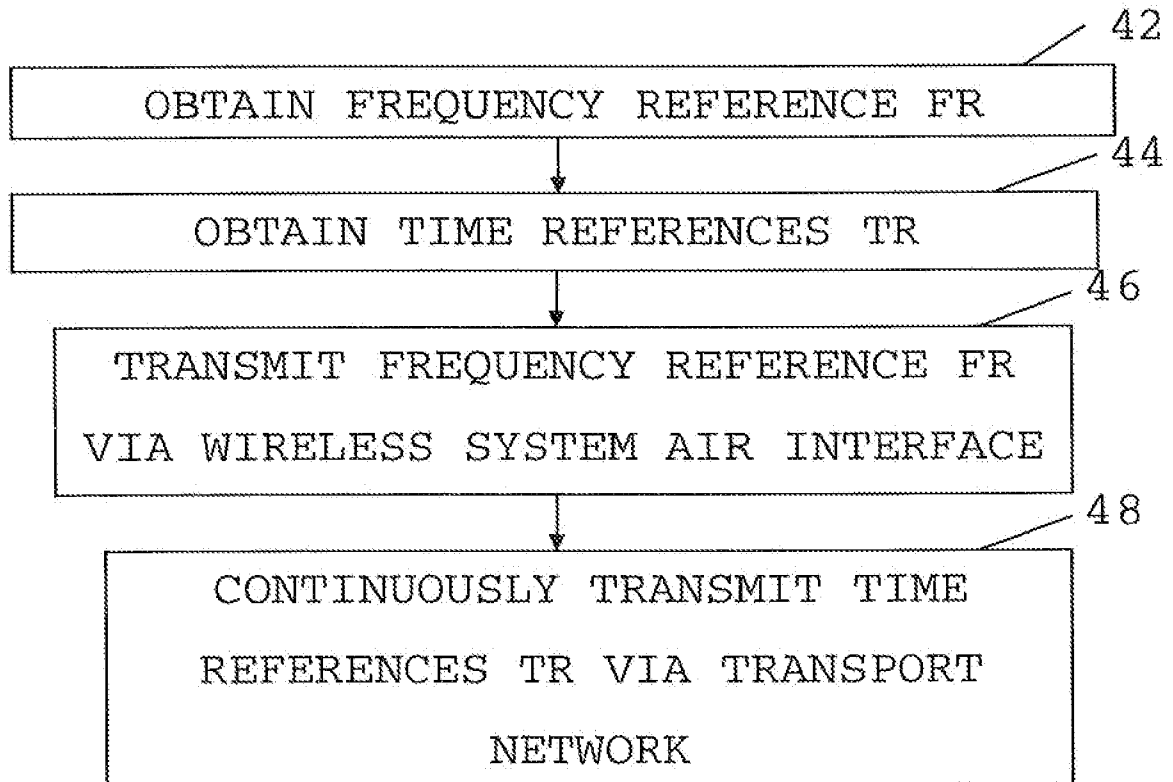 42
OBTAIN FREQUENCY REFERENCE FR
44
OBTAIN TIME REFERENCES TR
46
TRANSMIT FREQUENCY REFERENCE FR
VIA WIRELESS SYSTEM AIR INTERFACE
48
CONTINUOUSLY TRANSMIT TIME
REFERENCES TR VIA TRANSPORT
NETWORK